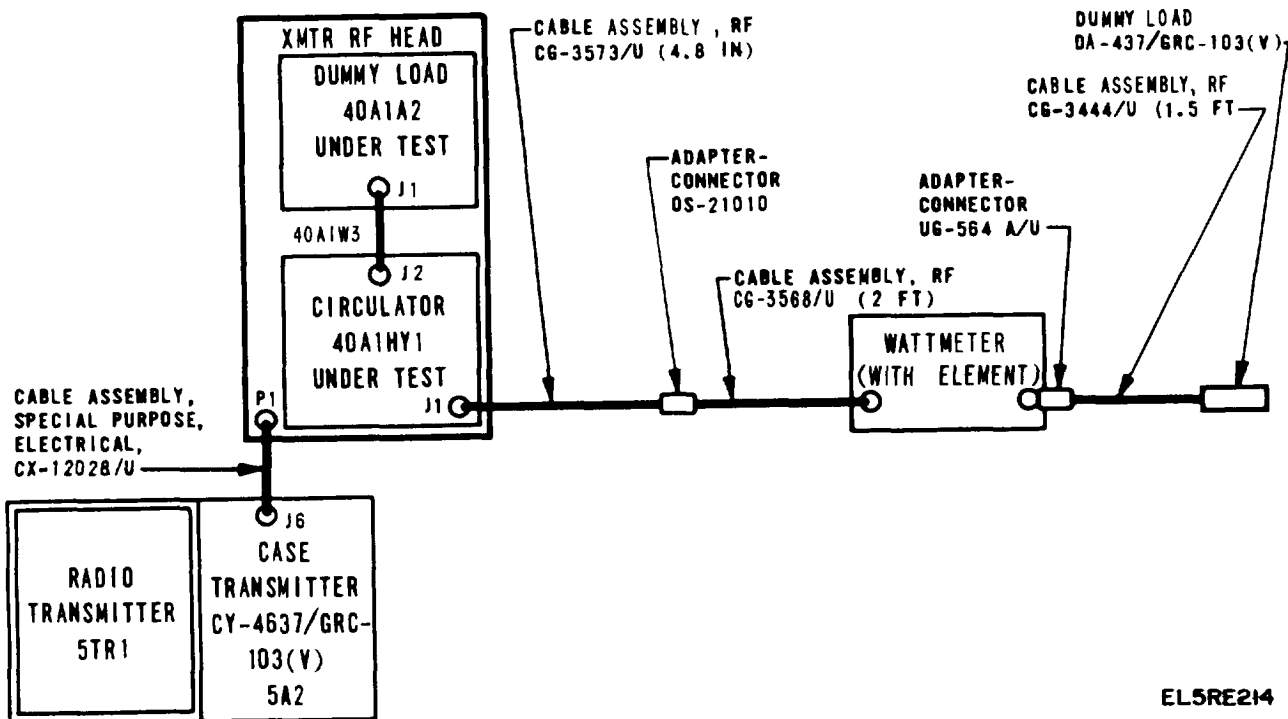 XMTR RF HEAD
DUMMY LOAD
40A1A2
UNDER TEST
J1
40A1W3
J2
CIRCULATOR
40A1HY1
UNDER TEST
J1
P1
CABLE ASSEMBLY , RF
CG-3573/U (4.8 IN)
ADAPTER-
CONNECTOR
OS-21010
CABLE ASSEMBLY, RF
CG-3568/U (2 FT)
WATTMETER
(WITH ELEMENT)
ADAPTER-
CONNECTOR
UG-564 A/U
DUMMY LOAD
DA-437/GRC-103(V)
CABLE ASSEMBLY, RF
CG-3444/U (1.5 FT
CABLE ASSEMBLY,
SPECIAL PURPOSE,
ELECTRICAL,
CX-12028/U
J6
CASE
TRANSMITTER
CY-4637/GRC-
103(V)
5A2
RADIO
TRANSMITTER
5TR1
EL5RE214